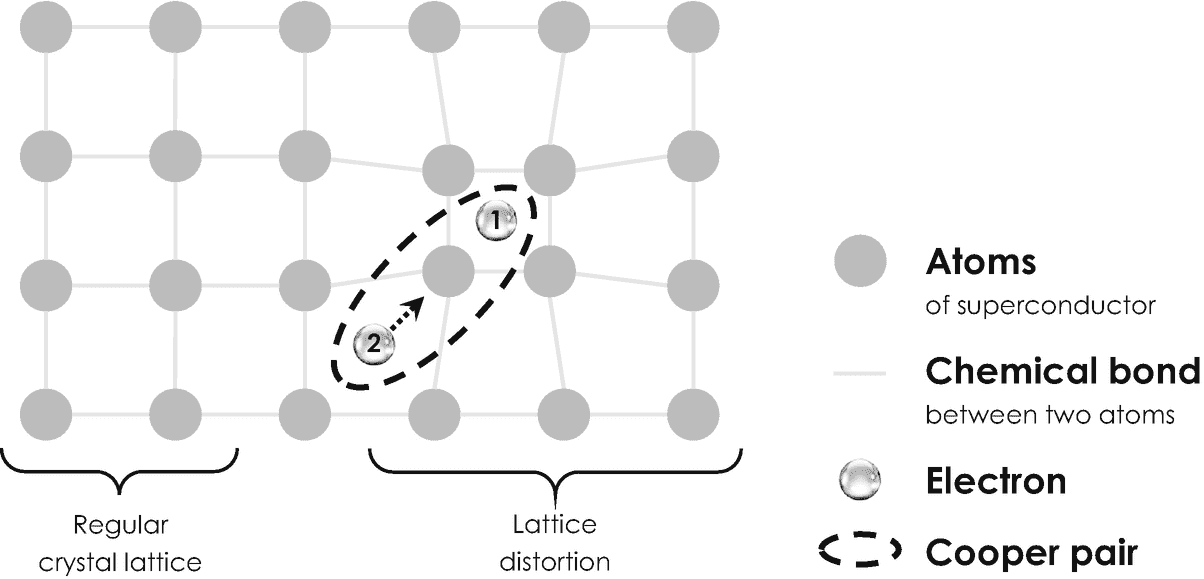 1
2
Regular
crystal lattice
Lattice
distortion
Atoms
of superconductor
Chemical bond
between two atoms
Electron
Cooper pair